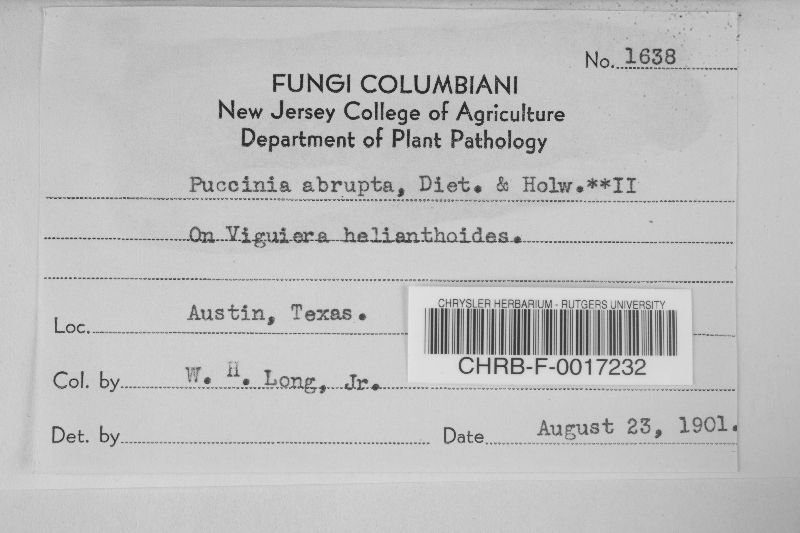 No. 1638
FUNGI COLUMBIANI
New Jersey College of Agriculture
Department of Plant Pathology
Puccinia abrupta, Diet. & Holw.**II
On Viguiera helianthoides.
Loc. Austin, Texas.
CHRYSLER HERBARIUM - RUTGERS UNIVERSITY
CHRB-F-0017232
Col. by W. H. Long, Jr.
Det. by
Date August 23, 1901.